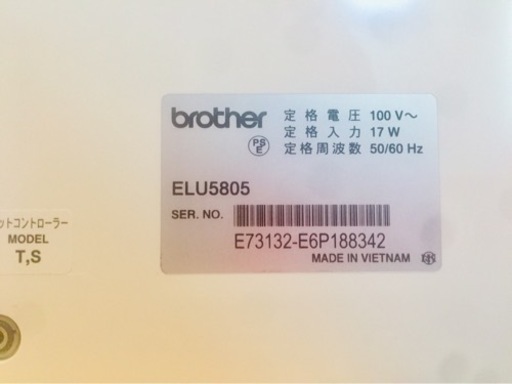 brother
定格電圧 100 V～
定格入力 17 W
定格周波数 50/60 Hz
PS
E
ELU5805
SER. NO.
E73132-E6P188342
MADE IN VIETNAM
ットコントローラー
MODEL
T,S